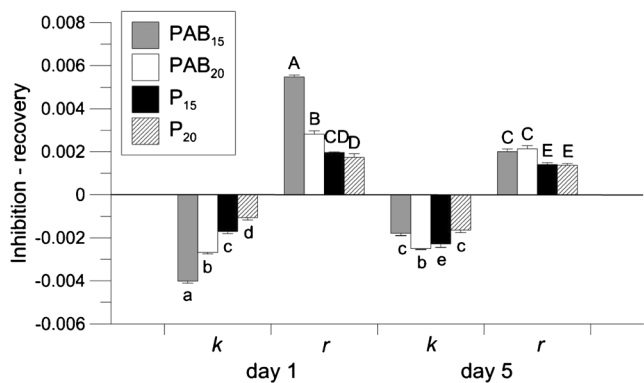 0.008
0.006
0.004
0.002
0
-0.002
-0.004
-0.006
Inhibition - recovery
PAB15
PAB20
P15
P20
A
B
CD
D
C
C
E
E
a
b
c
d
c
b
e
c
k
r
k
r
day 1
day 5